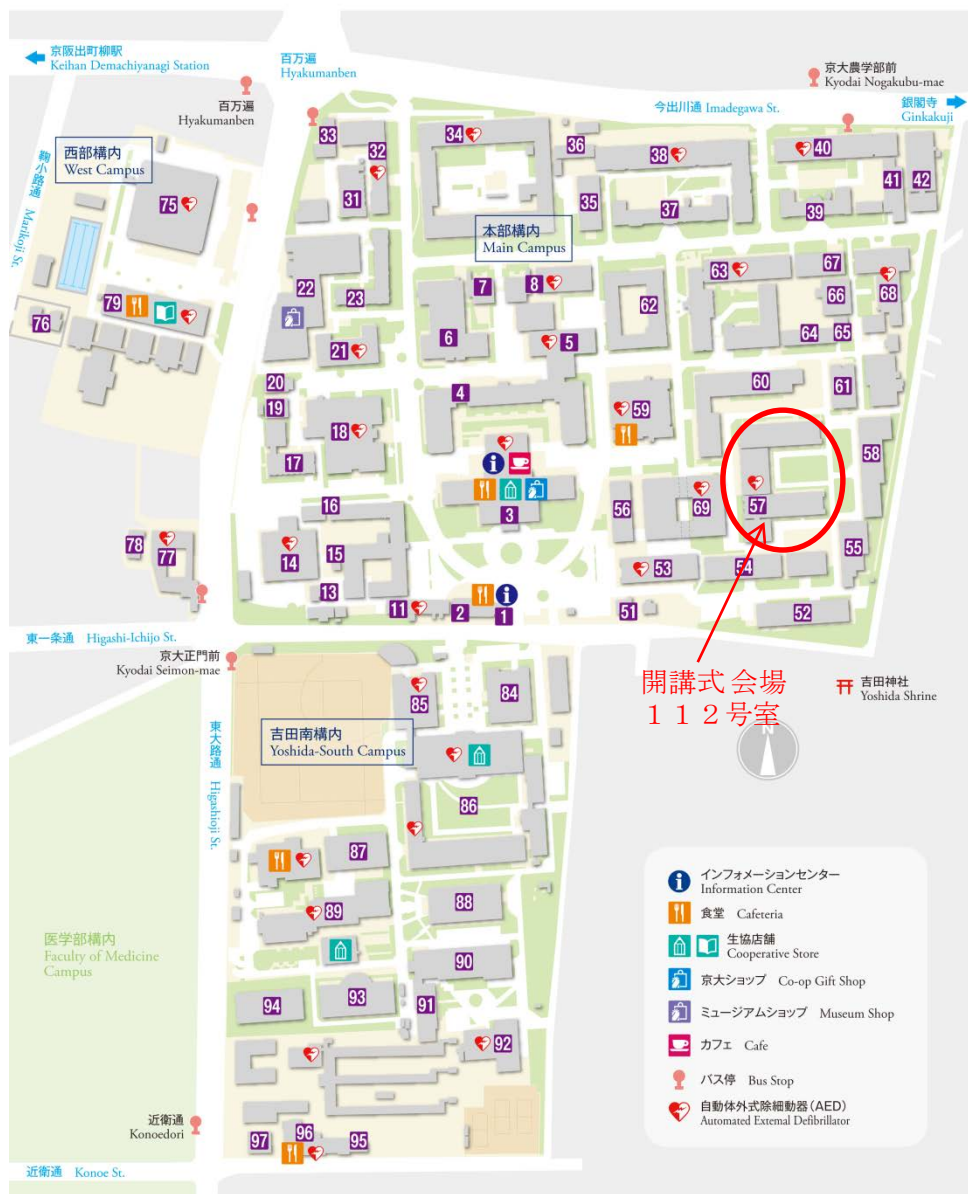 京阪出町柳駅
Keihan Demachiyanagi Station
百万遍
Hyakumanben
京大農学部前
Kyodai Nogakubu-mae
百万遍
Hyakumanben
今出川通 Imadegawa St.
銀閣寺
Ginkakuji
西部構内
West Campus
鞠小路通 Marikoji St.
本部構内
Main Campus
33
32
34
36
38
40
41
42
75
31
35
37
39
22
23
7
8
62
63
67
66
68
79
76
21
6
5
64
65
20
19
4
59
60
61
18
17
58
16
3
56
69
57
78
77
14
15
53
54
55
13
11
2
1
51
52
東一条通 Higashi-Ichijo St.
京大正門前
Kyodai Seimon-mae
開講式 会場
１１２号室
吉田神社
Yoshida Shrine
N
85
84
吉田南構内
Yoshida-South Campus
東大路通 Higashioji St.
86
87
88
89
90
医学部構内
Faculty of Medicine
Campus
94
93
91
92
近衛通
Konoedori
97
96
95
近衛通 Konoe St.
インフォメーションセンター
Information Center
食堂 Cafeteria
生協店舗
Cooperative Store
京大ショップ Co-op Gift Shop
ミュージアムショップ Museum Shop
カフェ Cafe
バス停 Bus Stop
自動体外式除細動器（AED）
Automated External Defibrillator